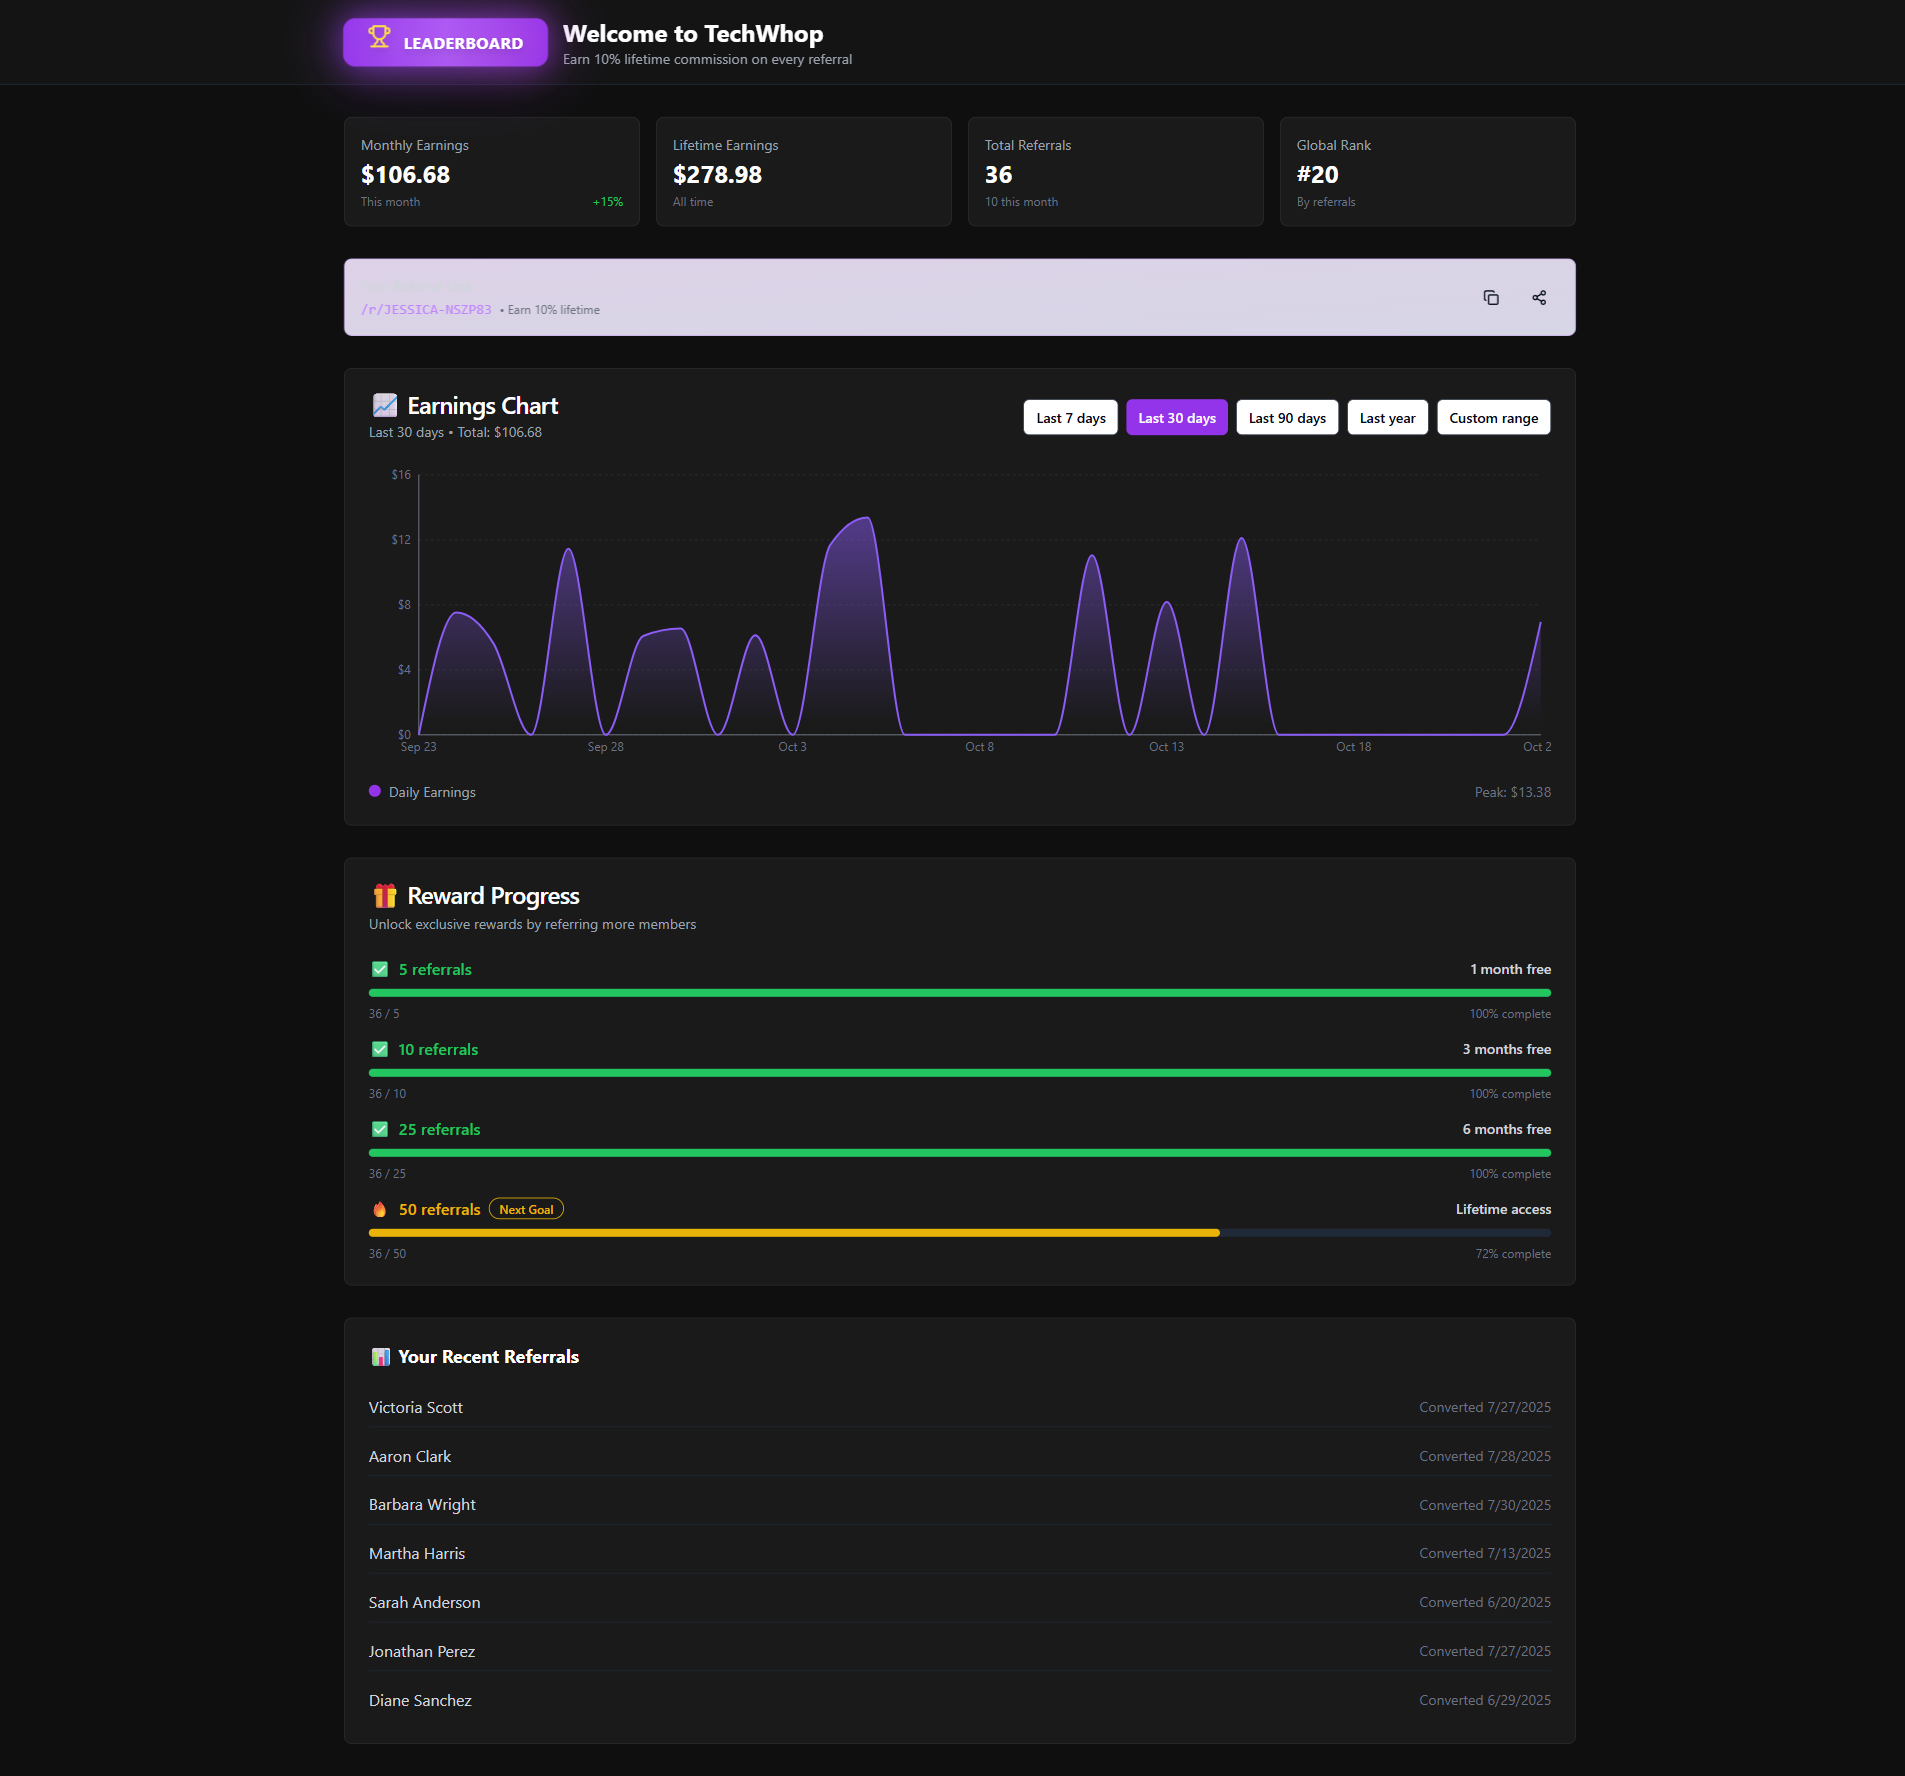 LEADERBOARD
Welcome to TechWhop
Earn 10% lifetime commission on every referral
Monthly Earnings
$106.68
This month +15%
Lifetime Earnings
$278.98
All time
Total Referrals
36
10 this month
Global Rank
#20
By referrals
/r/JESSICA-NSZP83 • Earn 10% lifetime
Earnings Chart
Last 30 days • Total: $106.68
Last 7 days Last 30 days Last 90 days Last year Custom range
$16
$12
$8
$4
$0
Sep 23 Sep 28 Oct 3 Oct 8 Oct 13 Oct 18 Oct 2
Daily Earnings Peak: $13.38
Reward Progress
Unlock exclusive rewards by referring more members
5 referrals 1 month free
36 / 5 100% complete
10 referrals 3 months free
36 / 10 100% complete
25 referrals 6 months free
36 / 25 100% complete
50 referrals Next Goal Lifetime access
36 / 50 72% complete
Your Recent Referrals
Victoria Scott Converted 7/27/2025
Aaron Clark Converted 7/28/2025
Barbara Wright Converted 7/30/2025
Martha Harris Converted 7/13/2025
Sarah Anderson Converted 6/20/2025
Jonathan Perez Converted 7/27/2025
Diane Sanchez Converted 6/29/2025